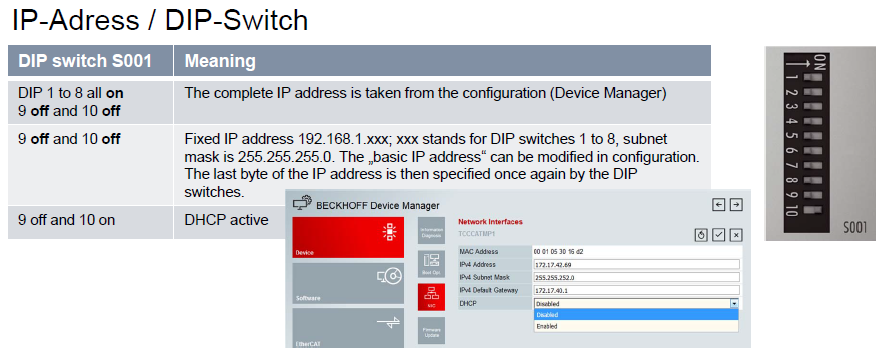 IP-Adress / DIP-Switch
DIP switch S001 Meaning
DIP 1 to 8 all on
9 off and 10 off
The complete IP address is taken from the configuration (Device Manager)
9 off and 10 off
Fixed IP address 192.168.1.xxx; xxx stands for DIP switches 1 to 8, subnet
mask is 255.255.255.0. The „basic IP address“ can be modified in configuration.
The last byte of the IP address is then specified once again by the DIP
switches.
9 off and 10 on DHCP active
ON
1
2
3
4
5
6
7
8
9
10
S001
BECKHOFF Device Manager
Device
Software
EtherCAT
Information
Diagnosis
Boot Opt.
NIC
Firmware
Update
Network Interfaces
TCCCATMP1
MAC Address 00 01 05 30 16 d2
IPv4 Address 172.17.42.69
IPv4 Subnet Mask 255.255.252.0
IPv4 Default Gateway 172.17.40.1
DHCP Disabled
Disabled
Enabled